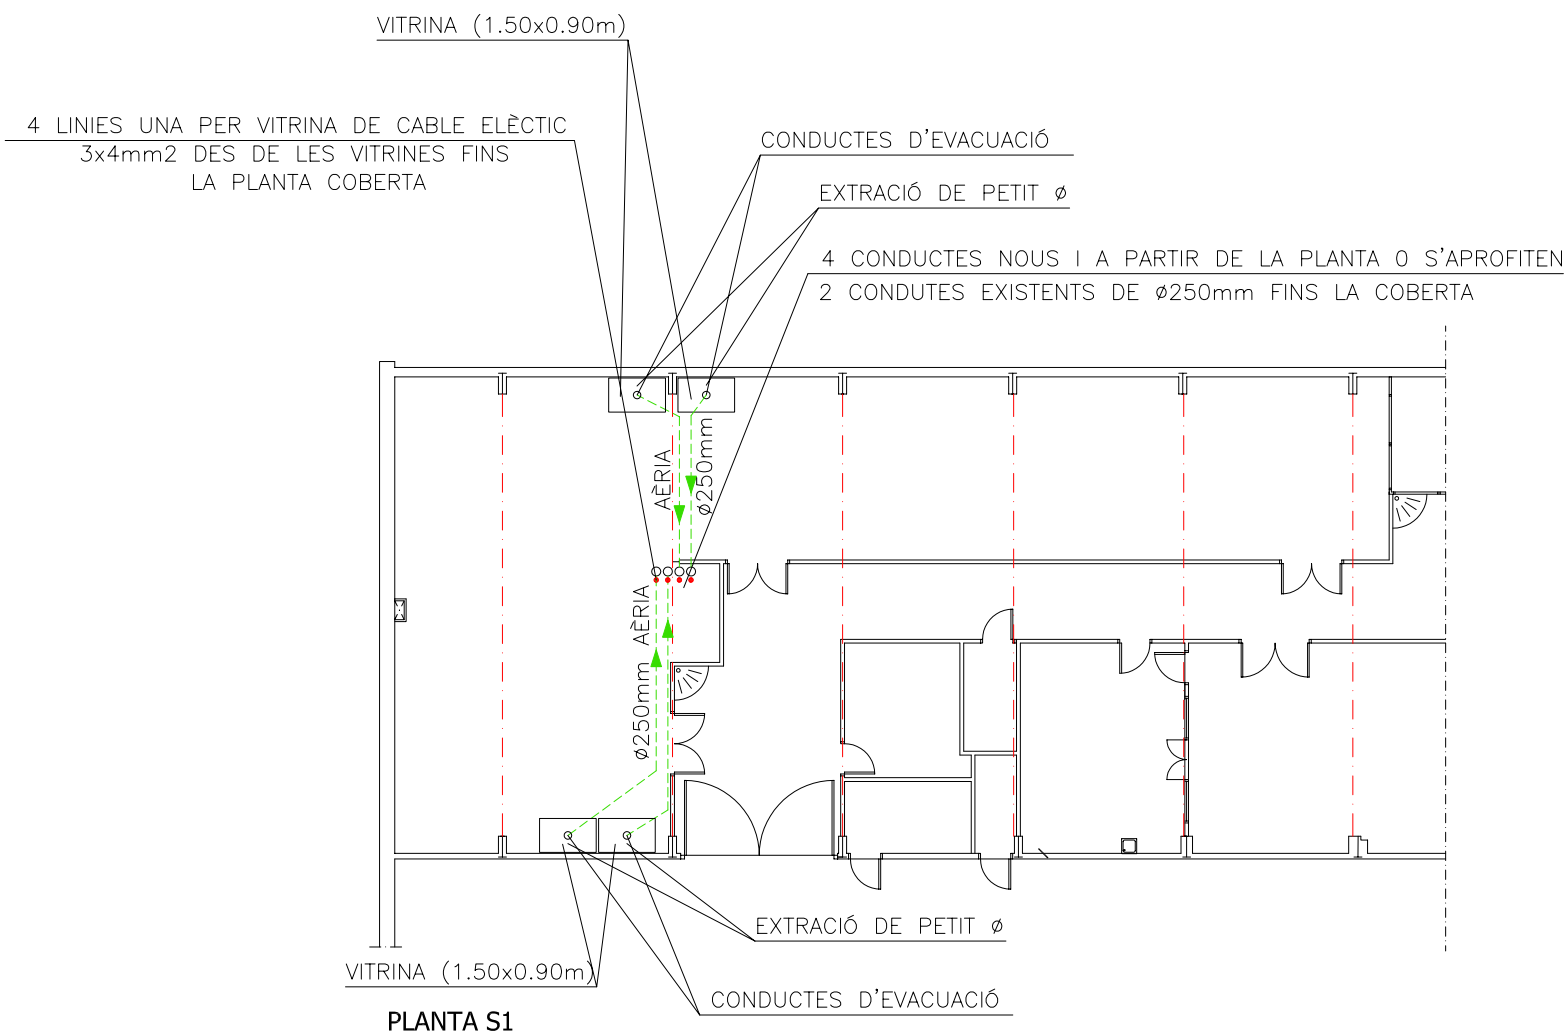 VITRINA (1.50x0.90m)
4 LINIES UNA PER VITRINA DE CABLE ELÈCTIC
3x4mm2 DES DE LES VITRINES FINS
LA PLANTA COBERTA
CONDUCTES D'EVACUACIÓ
EXTRACIÓ DE PETIT ø
4 CONDUCTES NOUS I A PARTIR DE LA PLANTA 0 S'APROFITEN
2 CONDUTES EXISTENTS DE ø250mm FINS LA COBERTA
AÈRIA
ø250mm
ø250mm AÈRIA
EXTRACIÓ DE PETIT ø
VITRINA (1.50x0.90m)
CONDUCTES D'EVACUACIÓ
PLANTA S1